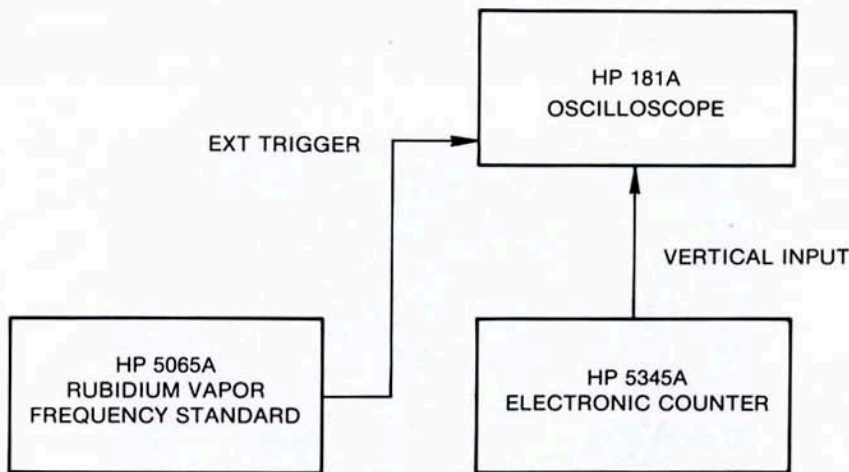 HP 181A
OSCILLOSCOPE
EXT TRIGGER
VERTICAL INPUT
HP 5065A
RUBIDIUM VAPOR
FREQUENCY STANDARD
HP 5345A
ELECTRONIC COUNTER